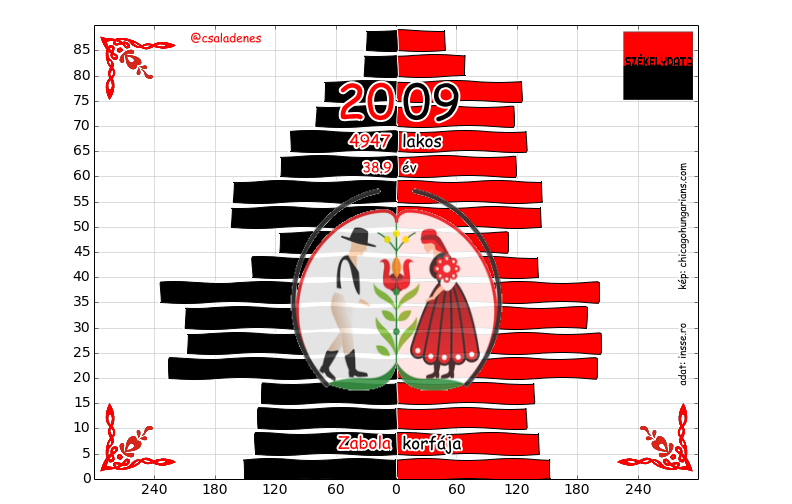 @csaladenes
SZÉKELYDATA
2009
4947 lakos
38.9 év
kép: chicagohungarians.com
adat: insse.ro
Zabola korfája
85
80
75
70
65
60
55
50
45
40
35
30
25
20
15
10
5
0
240 180 120 60 0 60 120 180 240